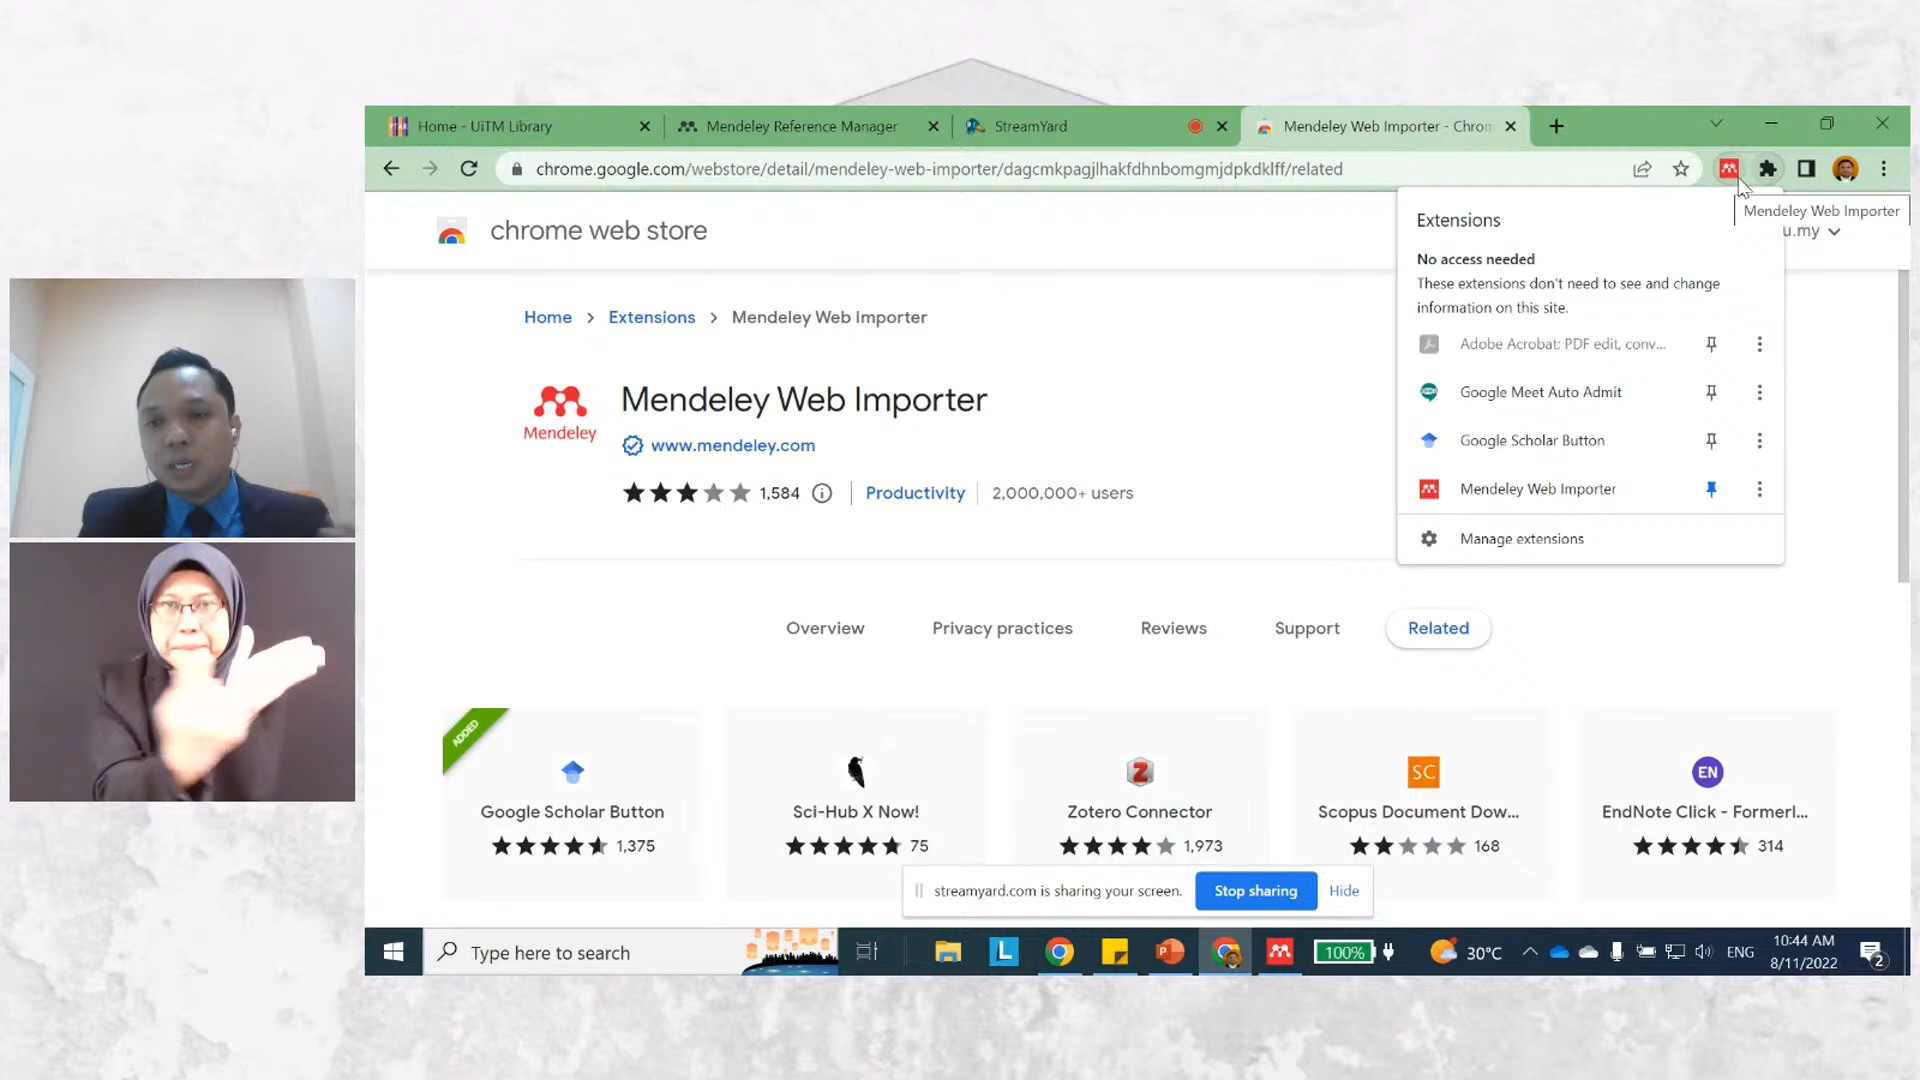 Home - UiTM Library
Mendeley Reference Manager
StreamYard
Mendeley Web Importer - Chrom
chrome.google.com/webstore/detail/mendeley-web-importer/dagcmkpagjlhakfdhnbomgmjdpkdklff/related
Mendeley Web Importer
u.my
chrome web store
Extensions
No access needed
These extensions don't need to see and change
information on this site.
Adobe Acrobat: PDF edit, conv...
Google Meet Auto Admit
Google Scholar Button
Mendeley Web Importer
Manage extensions
Home > Extensions > Mendeley Web Importer
Mendeley
Mendeley Web Importer
www.mendeley.com
1,584
Productivity
2,000,000+ users
Overview
Privacy practices
Reviews
Support
Related
ADDED
Google Scholar Button
1,375
Sci-Hub X Now!
75
Z
Zotero Connector
1,973
SC
Scopus Document Dow...
168
EN
EndNote Click - Formerl...
314
streamyard.com is sharing your screen.
Stop sharing
Hide
Type here to search
L
P
100%
30°C
ENG
10:44 AM
8/11/2022
2